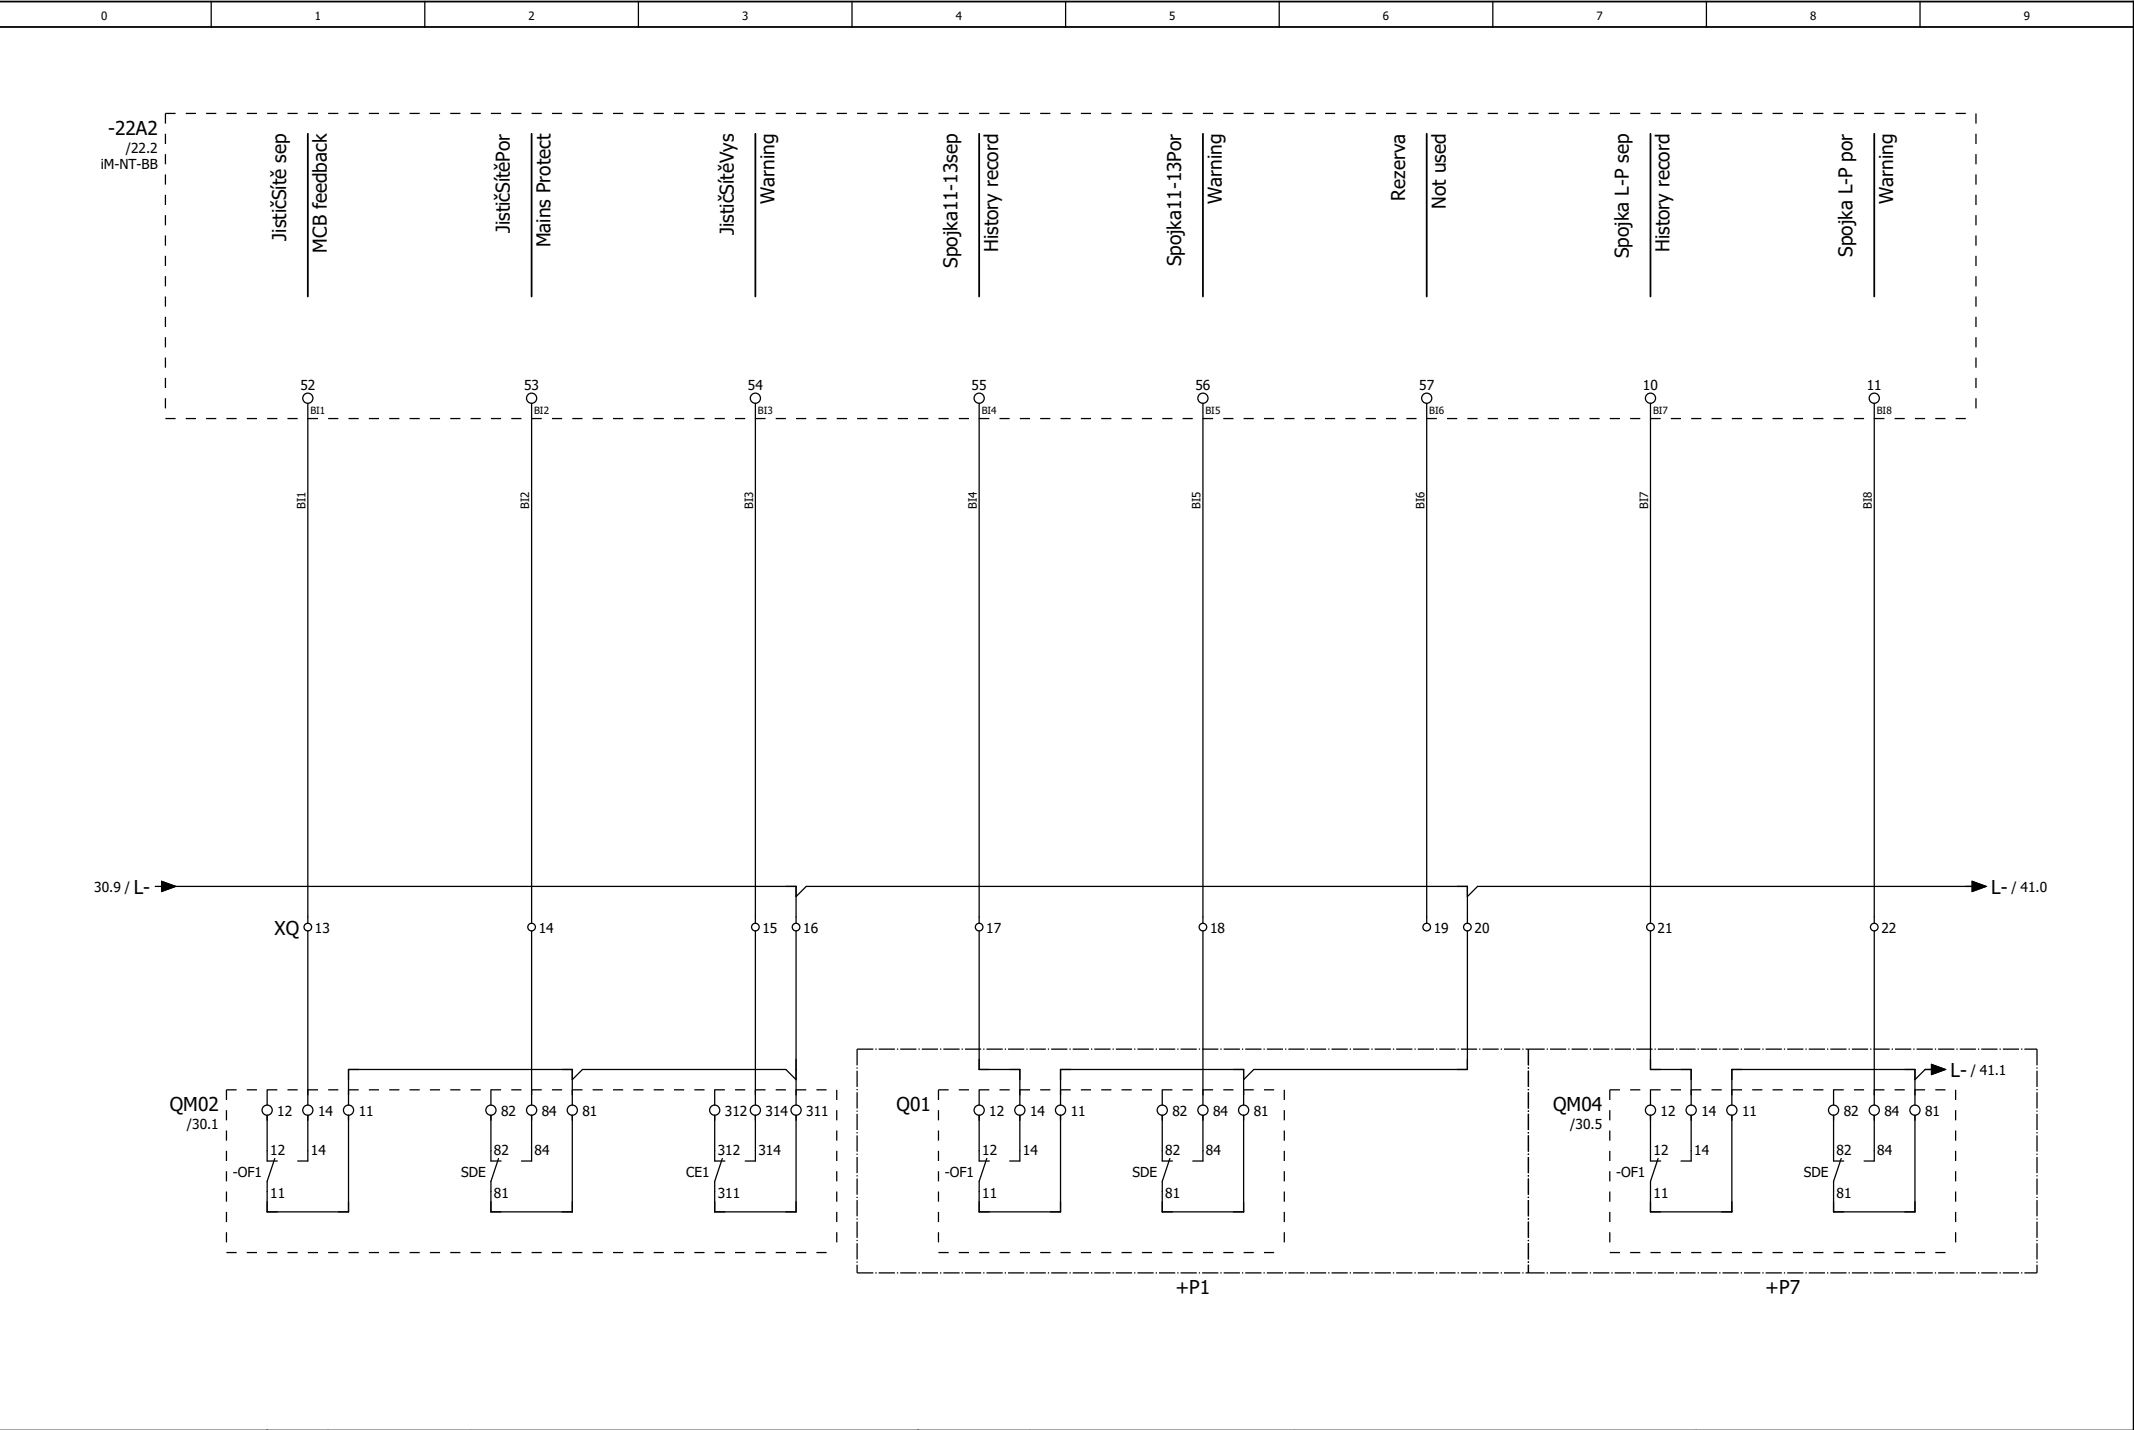 0 1 2 3 4 5 6 7 8 9
-22A2
/22.2
iM-NT-BB
JističSítě sep
MCB feedback
JističSítěPor
Mains Protect
JističSítěVys
Warning
Spojka11-13sep
History record
Spojka11-13Por
Warning
Rezerva
Not used
Spojka L-P sep
History record
Spojka L-P por
Warning
52 53 54 55 56 57 10 11
BI1 BI2 BI3 BI4 BI5 BI6 BI7 BI8
BI1 BI2 BI3 BI4 BI5 BI6 BI7 BI8
30.9 / L- L- / 41.0
XQ 13 14 15 16 17 18 19 20 21 22
L- / 41.1
QM02
/30.1
12 14 11 82 84 81 312 314 311
12 14 82 84 312 314
-OF1 SDE CE1
11 81 311
Q01
12 14 11 82 84 81
12 14 82 84
-OF1 SDE
11 81
QM04
/30.5
12 14 11 82 84 81
12 14 82 84
-OF1 SDE
11 81
+P1 +P7